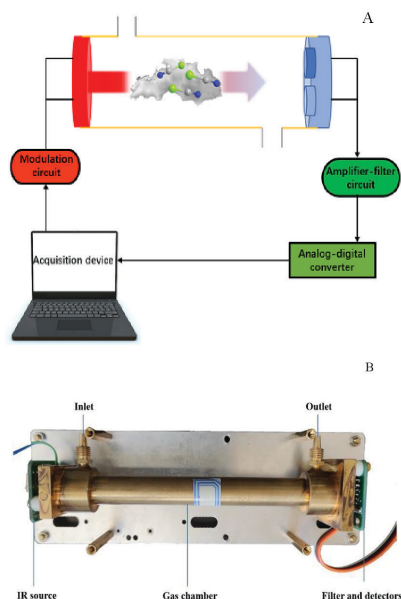 A
Modulation
circuit
Amplifier-filter
circuit
Acquisition device
Analog-digital
converter
B
Inlet
Outlet
IR source
Gas chamber
Filter and detectors